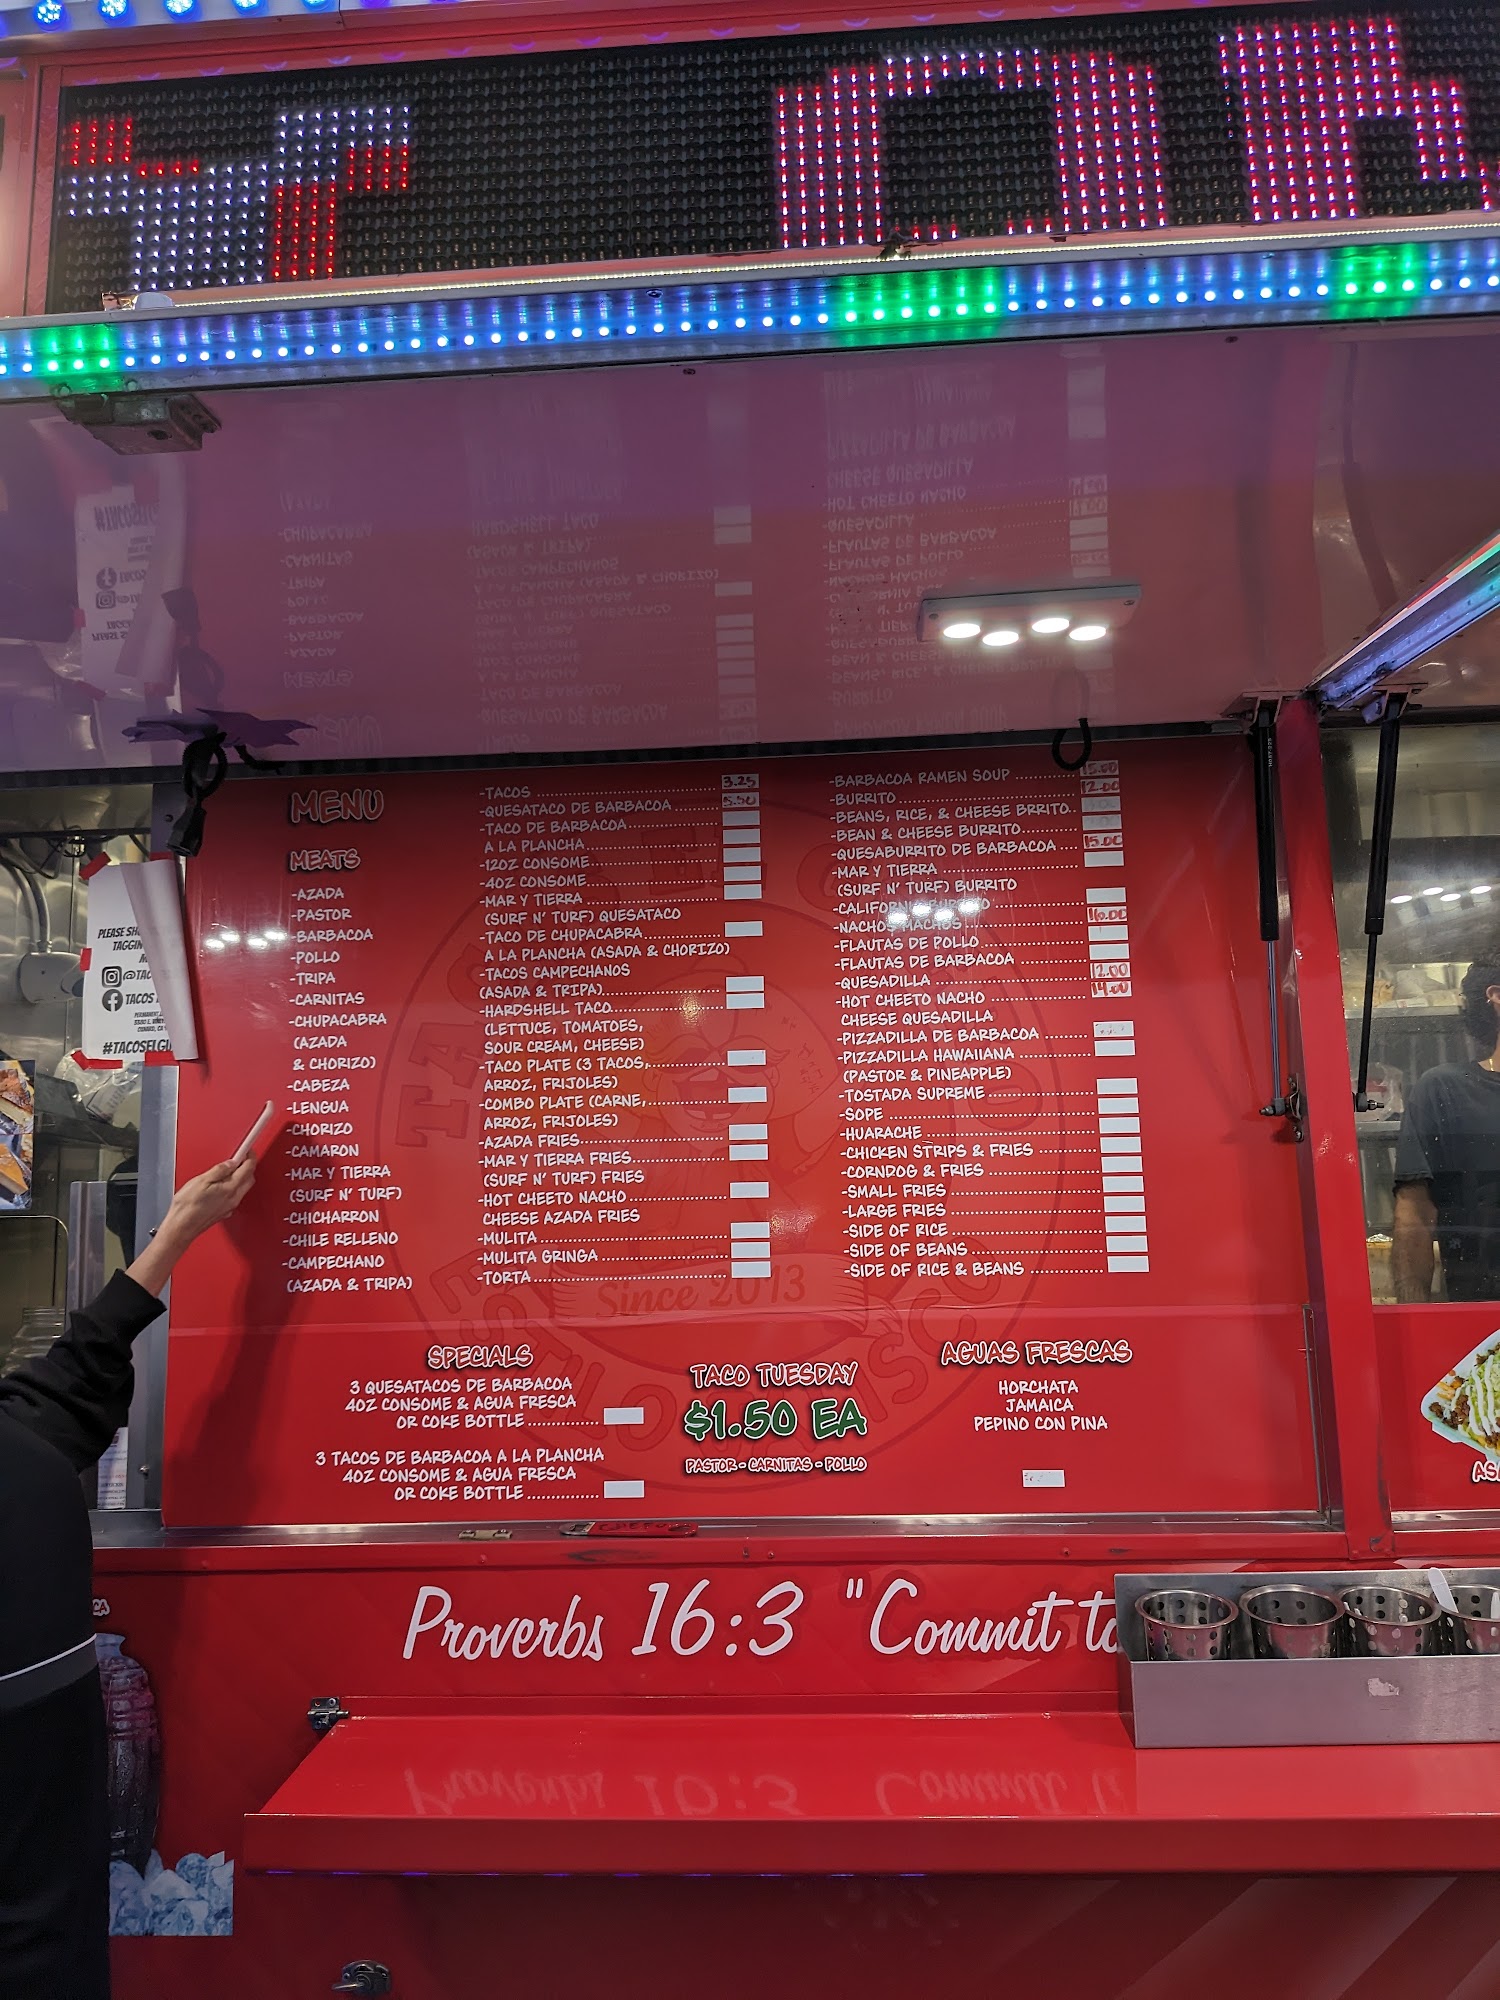 MENU
MEATS
-AZADA
-PASTOR
-BARBACOA
-POLLO
-TRIPA
-CARNITAS
-CHUPACABRA
(AZADA
& CHORIZO)
-CABEZA
-LENGUA
-CHORIZO
-CAMARON
-MAR Y TIERRA
(SURF N' TURF)
-CHICHARRON
-CHILE RELLENO
-CAMPECHANO
(AZADA & TRIPA)
-TACOS 3.25
-QUESATACO DE BARBACOA 5.50
-TACO DE BARBACOA
A LA PLANCHA
-12OZ CONSOME
-4OZ CONSOME
-MAR Y TIERRA
(SURF N' TURF) QUESATACO
-TACO DE CHUPACABRA
A LA PLANCHA (ASADA & CHORIZO)
-TACOS CAMPECHANOS
(ASADA & TRIPA)
-HARDSHELL TACO
(LETTUCE, TOMATOES,
SOUR CREAM, CHEESE)
-TACO PLATE (3 TACOS,
ARROZ, FRIJOLES)
-COMBO PLATE (CARNE,
ARROZ, FRIJOLES)
-AZADA FRIES
-MAR Y TIERRA FRIES
(SURF N' TURF) FRIES
-HOT CHEETO NACHO
CHEESE AZADA FRIES
-MULITA
-MULITA GRINGA
-TORTA
-BARBACOA RAMEN SOUP 15.00
-BURRITO 12.00
-BEANS, RICE, & CHEESE BRRITO
-BEAN & CHEESE BURRITO
-QUESABURRITO DE BARBACOA 15.00
-MAR Y TIERRA
(SURF N' TURF) BURRITO
-CALIFORNIA BURRITO
-NACHOS MACHOS 16.00
-FLAUTAS DE POLLO
-FLAUTAS DE BARBACOA
-QUESADILLA 12.00
-HOT CHEETO NACHO 14.00
CHEESE QUESADILLA
-PIZZADILLA DE BARBACOA
-PIZZADILLA HAWAIIANA
(PASTOR & PINEAPPLE)
-TOSTADA SUPREME
-SOPE
-HUARACHE
-CHICKEN STRIPS & FRIES
-CORNDOG & FRIES
-SMALL FRIES
-LARGE FRIES
-SIDE OF RICE
-SIDE OF BEANS
-SIDE OF RICE & BEANS
Since 2013
SPECIALS
3 QUESATACOS DE BARBACOA
4OZ CONSOME & AGUA FRESCA
OR COKE BOTTLE
3 TACOS DE BARBACOA A LA PLANCHA
4OZ CONSOME & AGUA FRESCA
OR COKE BOTTLE
TACO TUESDAY
$1.50 EA
PASTOR - CARNITAS - POLLO
AGUAS FRESCAS
HORCHATA
JAMAICA
PEPINO CON PINA
PLEASE
TAGGIN
TACOS
#TACOSELGI
Proverbs 16:3 "Commit to